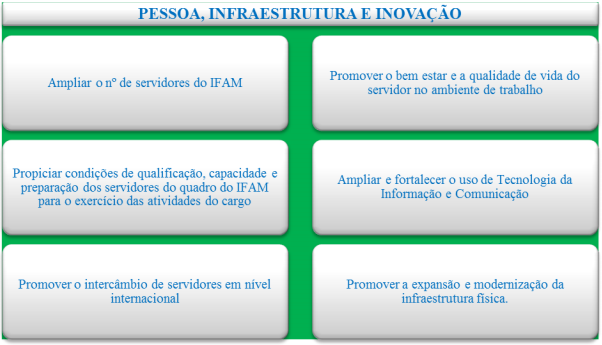 PESSOA, INFRAESTRUTURA E INOVAÇÃO
Ampliar o nº de servidores do IFAM
Promover o bem estar e a qualidade de vida do
servidor no ambiente de trabalho
Propiciar condições de qualificação, capacidade e
preparação dos servidores do quadro do IFAM
para o exercício das atividades do cargo
Ampliar e fortalecer o uso de Tecnologia da
Informação e Comunicação
Promover o intercâmbio de servidores em nível
internacional
Promover a expansão e modernização da
infraestrutura física.